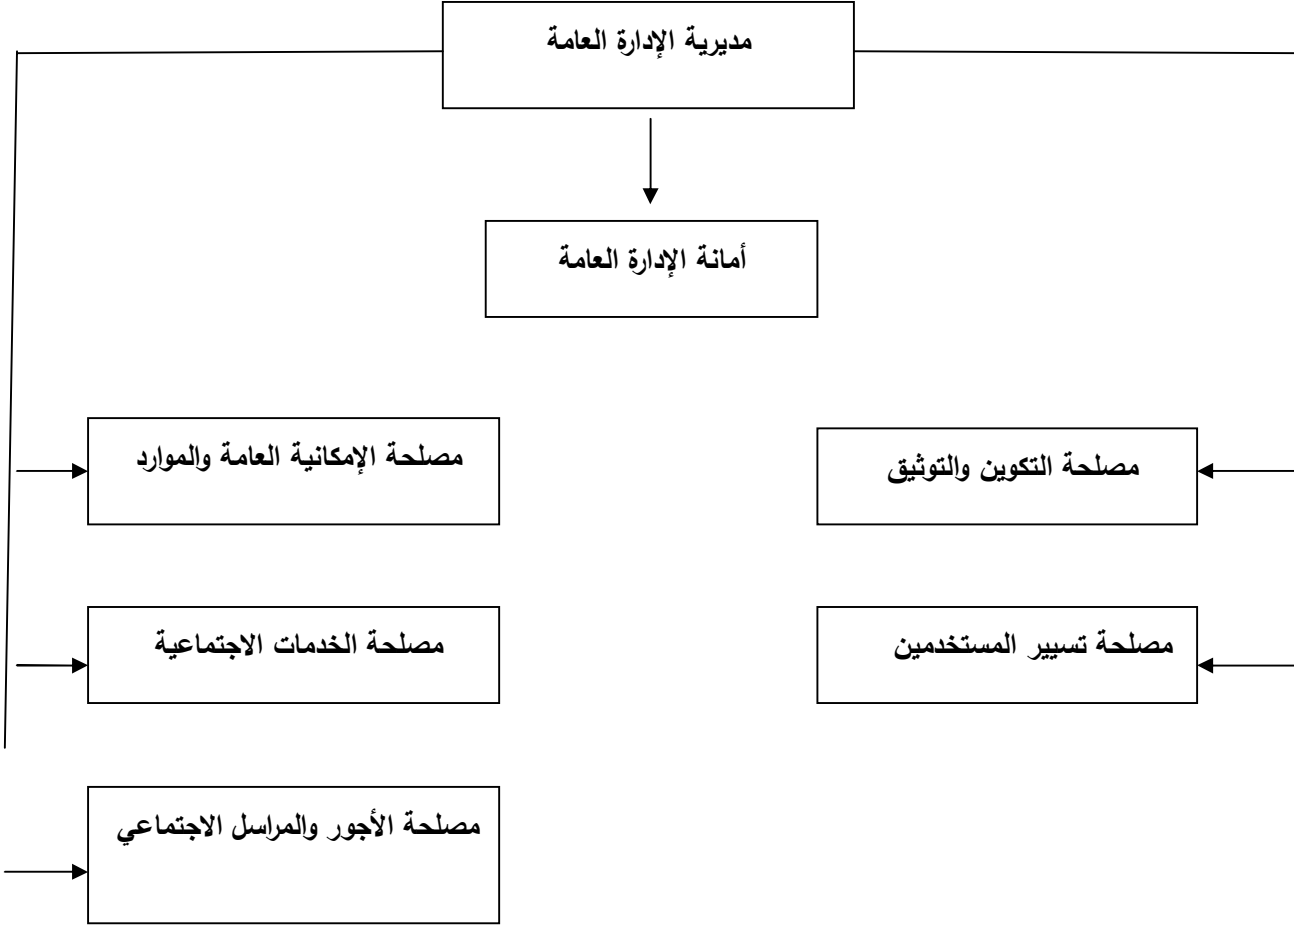 مديرية الإدارة العامة
أمانة الإدارة العامة
مصلحة التكوين والتوثيق
مصلحة الإمكانية العامة والموارد
مصلحة تسيير المستخدمين
مصلحة الخدمات الاجتماعية
مصلحة الأجور والمراسل الاجتماعي